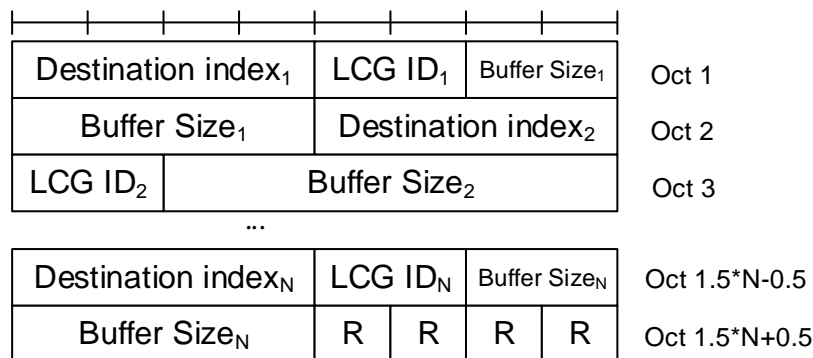 Destination index₁ LCG ID₁ Buffer Size₁ Oct 1
Buffer Size₁ Destination index₂ Oct 2
LCG ID₂ Buffer Size₂ Oct 3
...
Destination indexN LCG IDN Buffer SizeN Oct 1.5*N-0.5
Buffer SizeN R R R R Oct 1.5*N+0.5